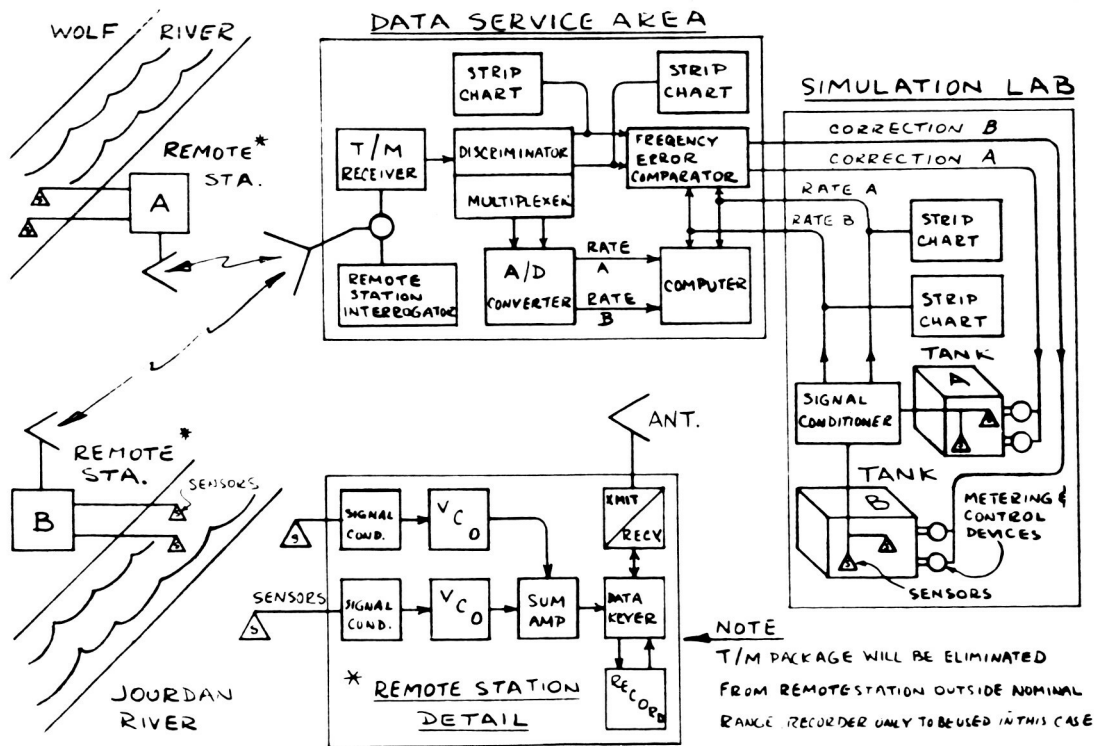 DATA SERVICE AREA
WOLF RIVER
STRIP
CHART
STRIP
CHART
SIMULATION LAB
REMOTE*
STA.
A
T/M
RECEIVER
DISCRIMINATOR
MULTIPLEXER
FREQENCY
ERROR
COMPARATOR
CORRECTION B
CORRECTION A
RATE A
RATE B
STRIP
CHART
STRIP
CHART
REMOTE
STATION
INTERROGATOR
A/D
CONVERTER
RATE
A
RATE
B
COMPUTER
TANK
A
SIGNAL
CONDITIONER
TANK
B
METERING &
CONTROL
DEVICES
SENSORS
REMOTE*
STA.
SENSORS
B
JOURDAN
RIVER
ANT.
S
SIGNAL
COND.
VCO
XMIT
RECV.
SENSORS
S
SIGNAL
COND.
VCO
SUM
AMP
DATA
KEYER
RECORD
* REMOTE STATION
DETAIL
NOTE
T/M PACKAGE WILL BE ELIMINATED
FROM REMOTE STATION OUTSIDE NOMINAL
RANGE. RECORDER ONLY TO BE USED IN THIS CASE